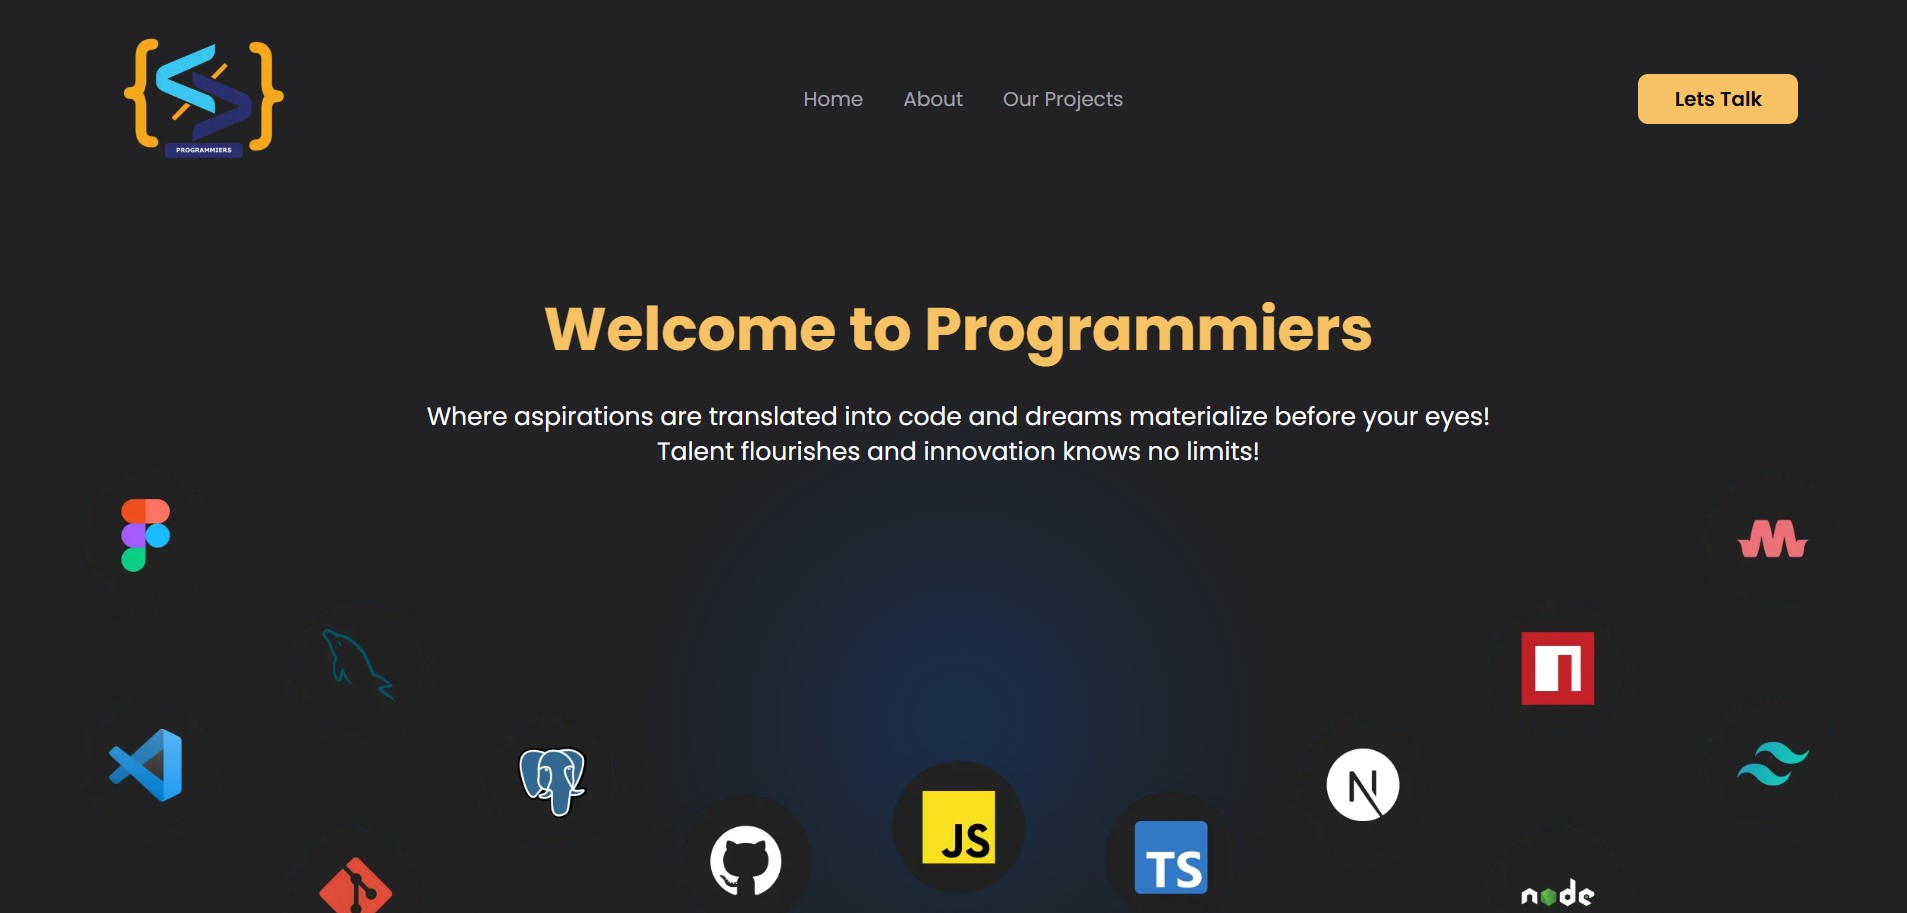 PROGRAMMIERS
Home
About
Our Projects
Lets Talk
Welcome to Programmiers
Where aspirations are translated into code and dreams materialize before your eyes!
Talent flourishes and innovation knows no limits!
n
N
JS
TS
node